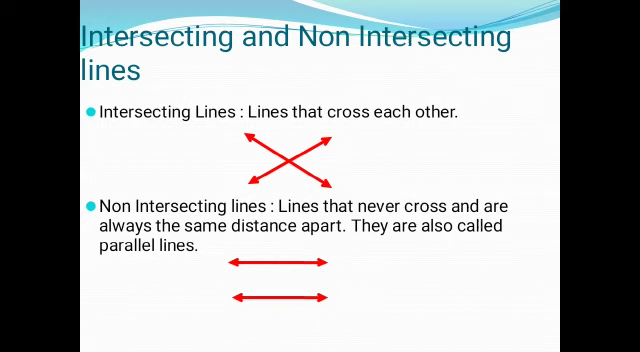 Intersecting and Non Intersecting
lines
Intersecting Lines : Lines that cross each other.
Non Intersecting lines : Lines that never cross and are
always the same distance apart. They are also called
parallel lines.